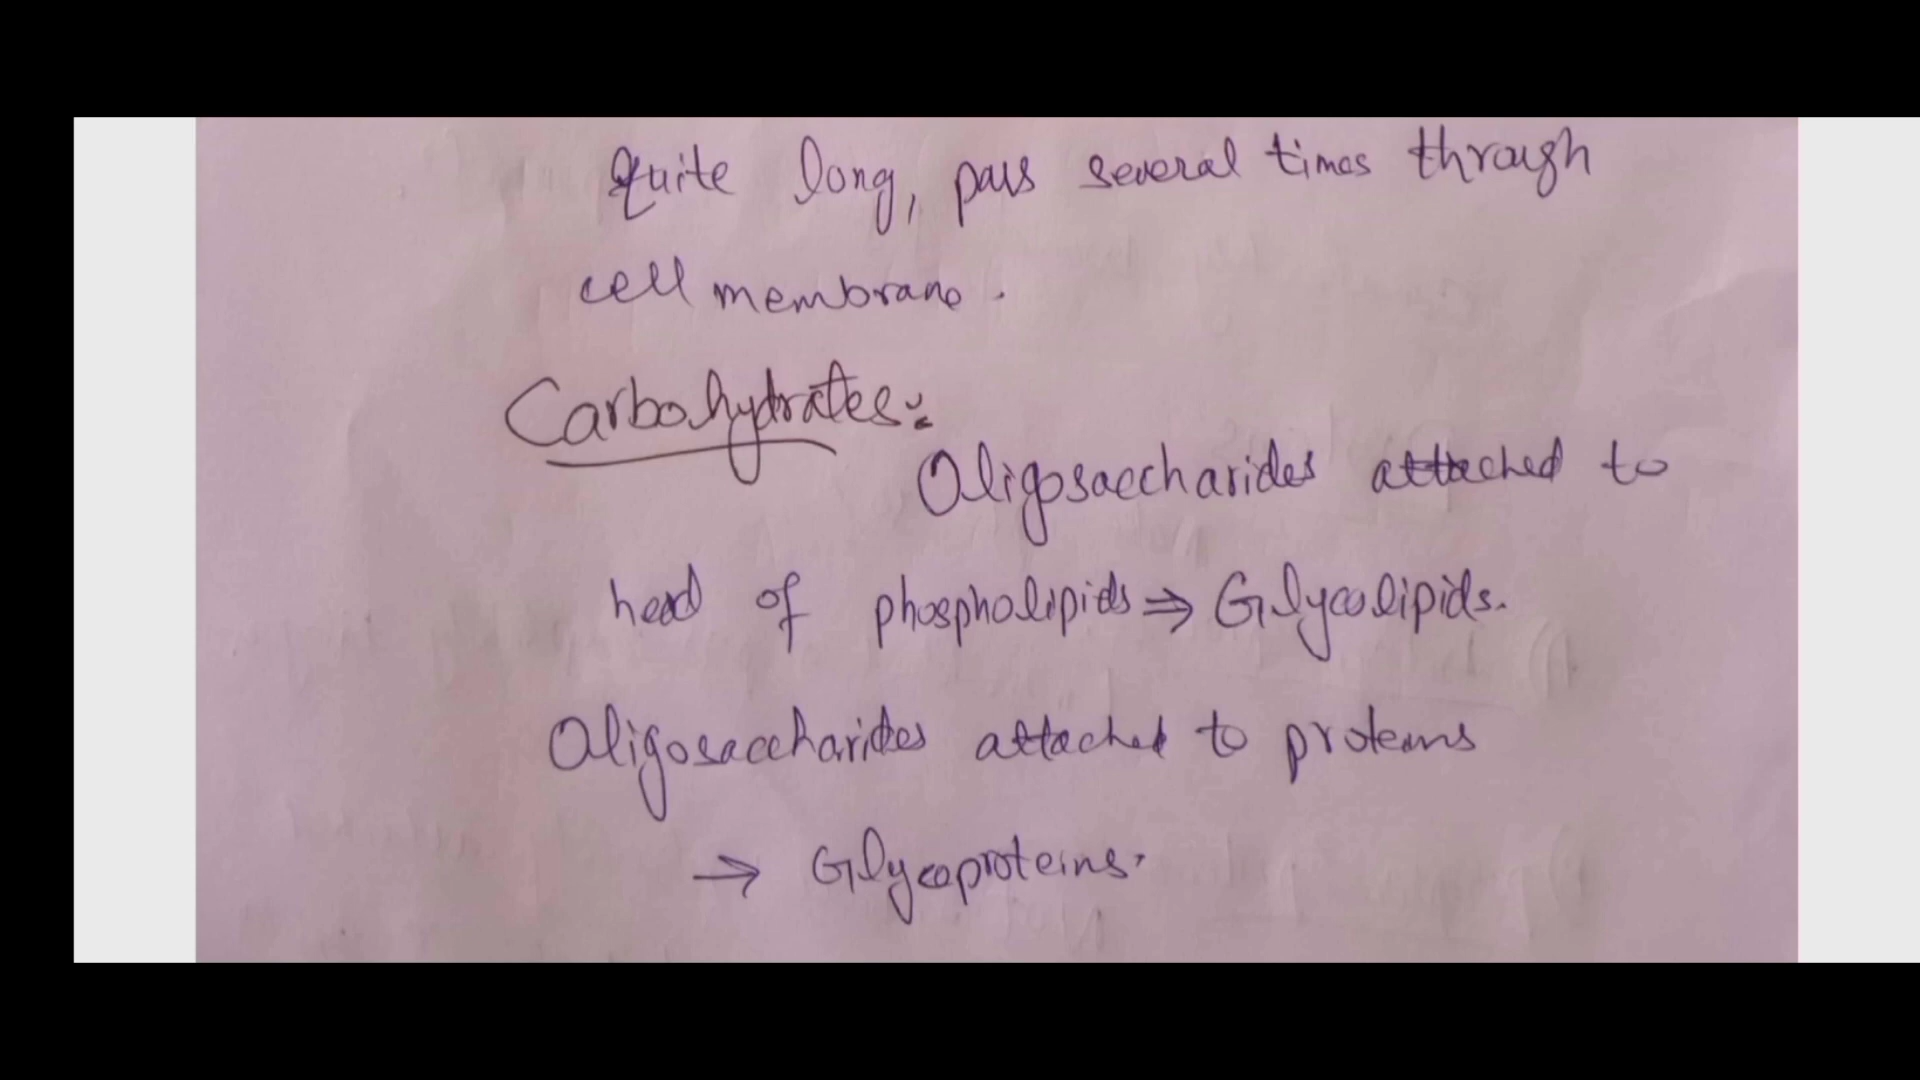 Quite long, pass several times through
cell membrane.
Carbohydrates:
Oligosaccharides attached to
head of phospholipids ⇒ Glycolipids.
Oligosaccharides attached to proteins
→ Glycoproteins.